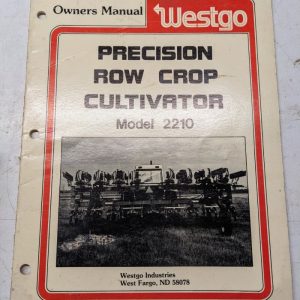 Owners Manual
Westgo
PRECISION
ROW CROP
CULTIVATOR
Model 2210
Westgo Industries
West Fargo, ND 58078